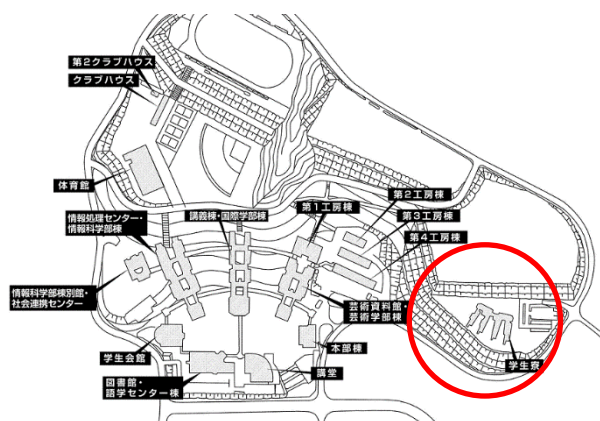 第2クラブハウス
クラブハウス
体育館
情報処理センター・
情報科学部棟
講義棟・国際学部棟
第1工房棟
第2工房棟
第3工房棟
第4工房棟
情報科学部棟別館・
社会連携センター
芸術資料館・
芸術学部棟
学生会館
本部棟
学生寮
図書館・
語学センター棟
講堂